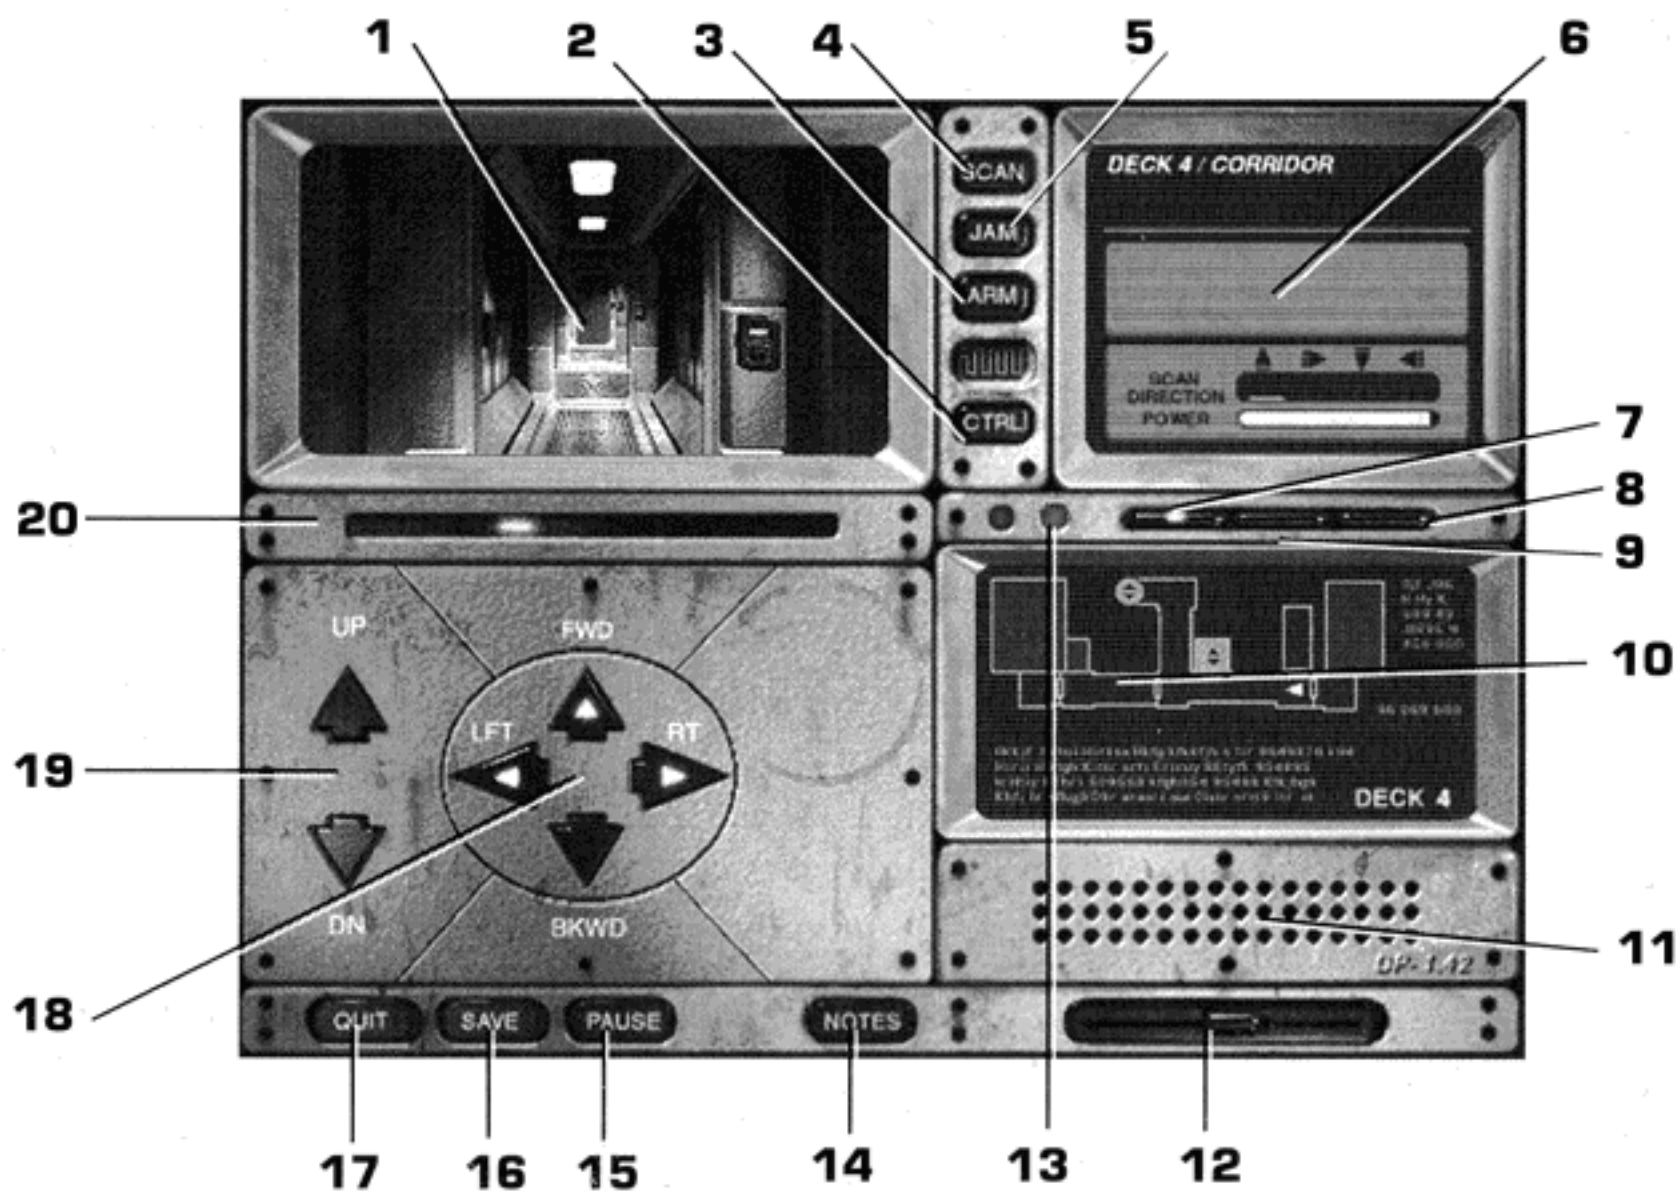 1
2
3
4
5
6
SCAN
JAM
ARM
CTRL
DECK 4 / CORRIDOR
SCAN
DIRECTION
POWER
7
8
9
10
20
UP
FWD
LFT
RT
19
DN
BKWD
DECK 4
11
DP-1.42
18
QUIT
SAVE
PAUSE
NOTES
17
16
15
14
13
12